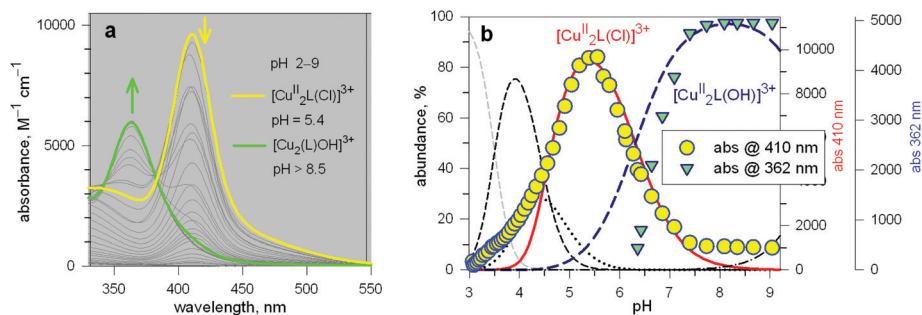 a
absorbance, M⁻¹ cm⁻¹
10000
5000
0
350
400
450
500
550
wavelength, nm
pH 2–9
[Cuᴵᴵ₂L(Cl)]³⁺
pH = 5.4
[Cu₂(L)OH]³⁺
pH > 8.5
b
abundance, %
100
80
60
40
20
0
3
4
5
6
7
8
9
pH
[Cuᴵᴵ₂L(Cl)]³⁺
[Cuᴵᴵ₂L(OH)]³⁺
abs @ 410 nm
abs @ 362 nm
10000
8000
2000
0
abs 410 nm
5000
4000
3000
2000
1000
0
abs 362 nm